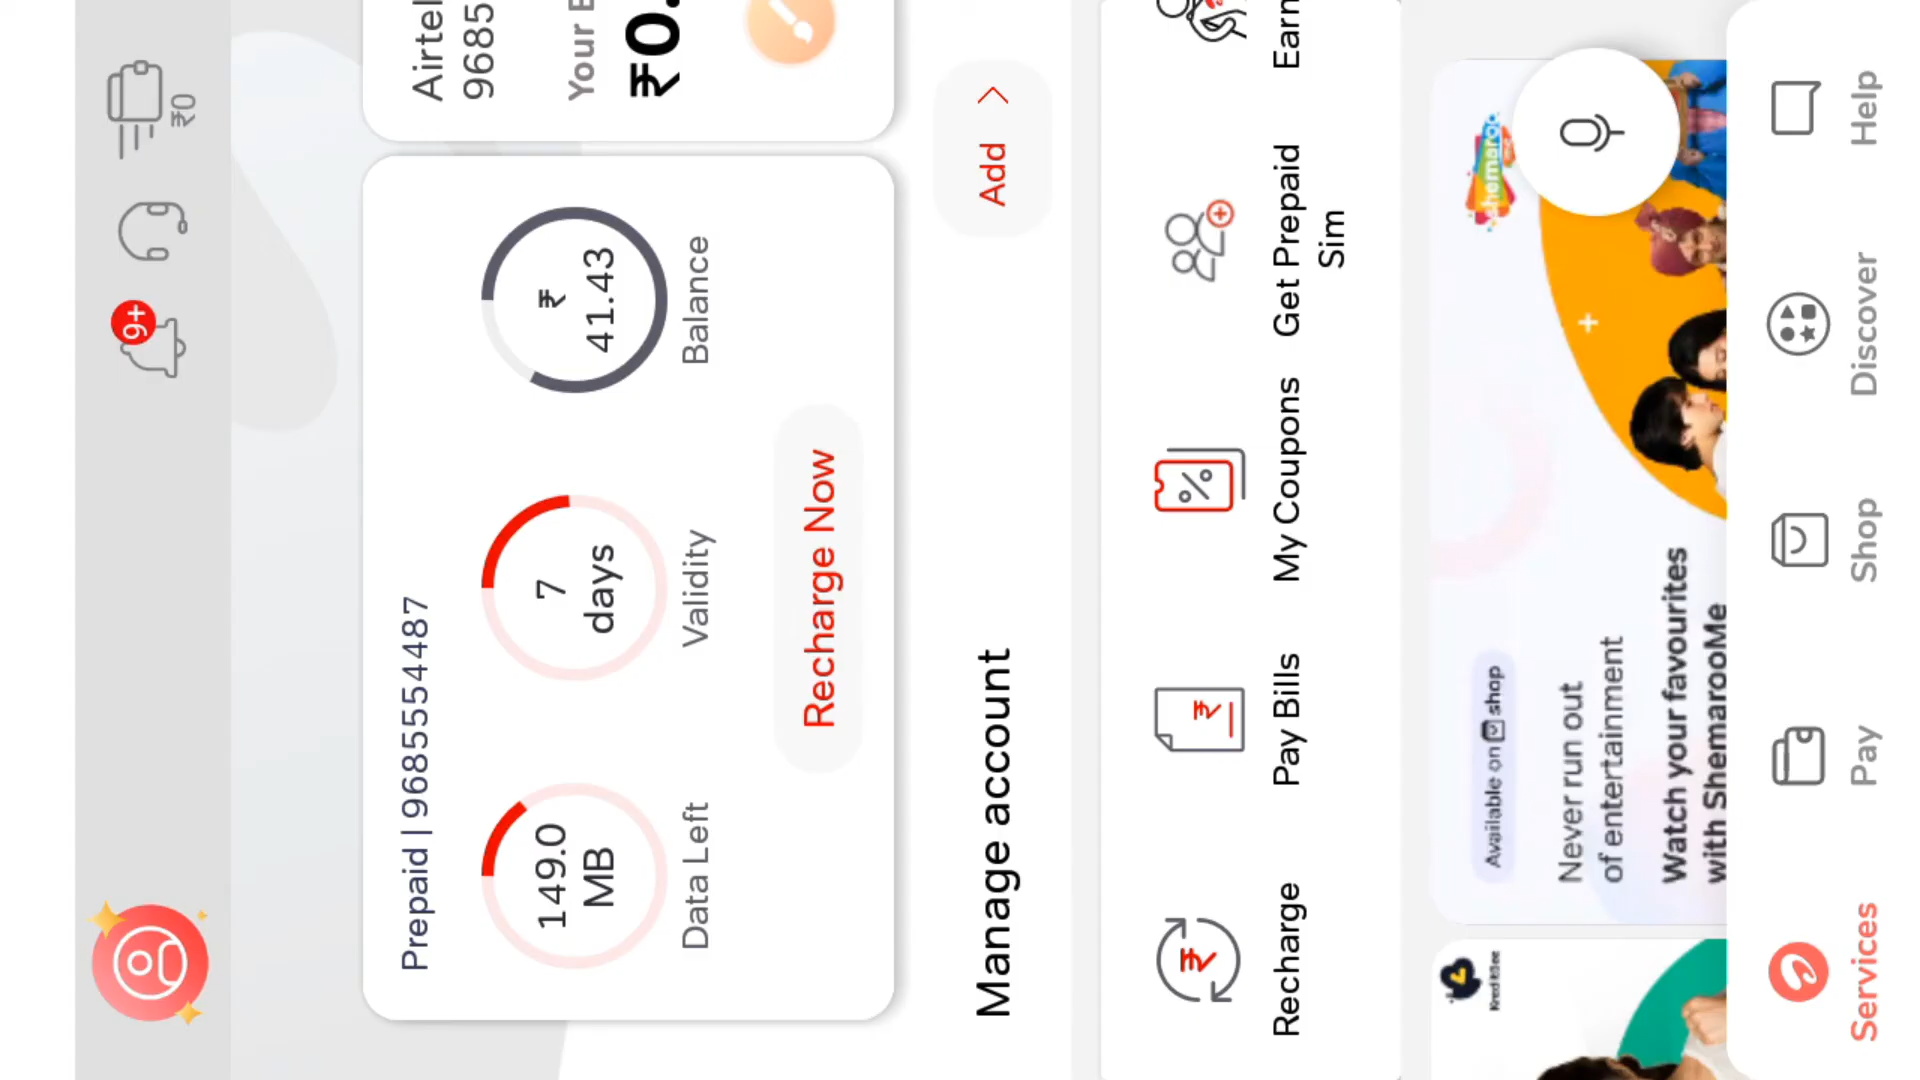 9+
₹0
Prepaid | 9685554487
149.0
MB
Data Left
7
days
Validity
₹
41.43
Balance
Recharge Now
Airtel
9685
Your B
₹0.
Manage account
Add
Recharge
Pay Bills
My Coupons
Get Prepaid
Sim
Earn
Available on shop
Never run out
of entertainment
Watch your favourites
with ShemarooMe
shemaroo
KreditBee
Services
Pay
Shop
Discover
Help